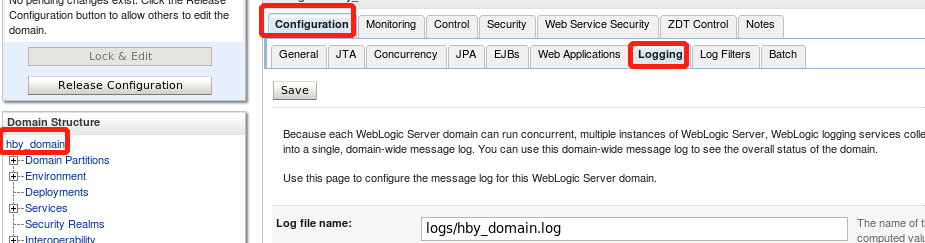 No pending changes exist. Click the Release
Configuration button to allow others to edit the
domain.
Lock & Edit
Release Configuration
Domain Structure
hby_domain
Domain Partitions
Environment
Deployments
Services
Security Realms
Interoperability
Configuration Monitoring Control Security Web Service Security ZDT Control Notes
General JTA Concurrency JPA EJBs Web Applications Logging Log Filters Batch
Save
Because each WebLogic Server domain can run concurrent, multiple instances of WebLogic Server, WebLogic logging services
into a single, domain-wide message log. You can use this domain-wide message log to see the overall status of the domain.
Use this page to configure the message log for this WebLogic Server domain.
Log file name: logs/hby_domain.log The name of
computed